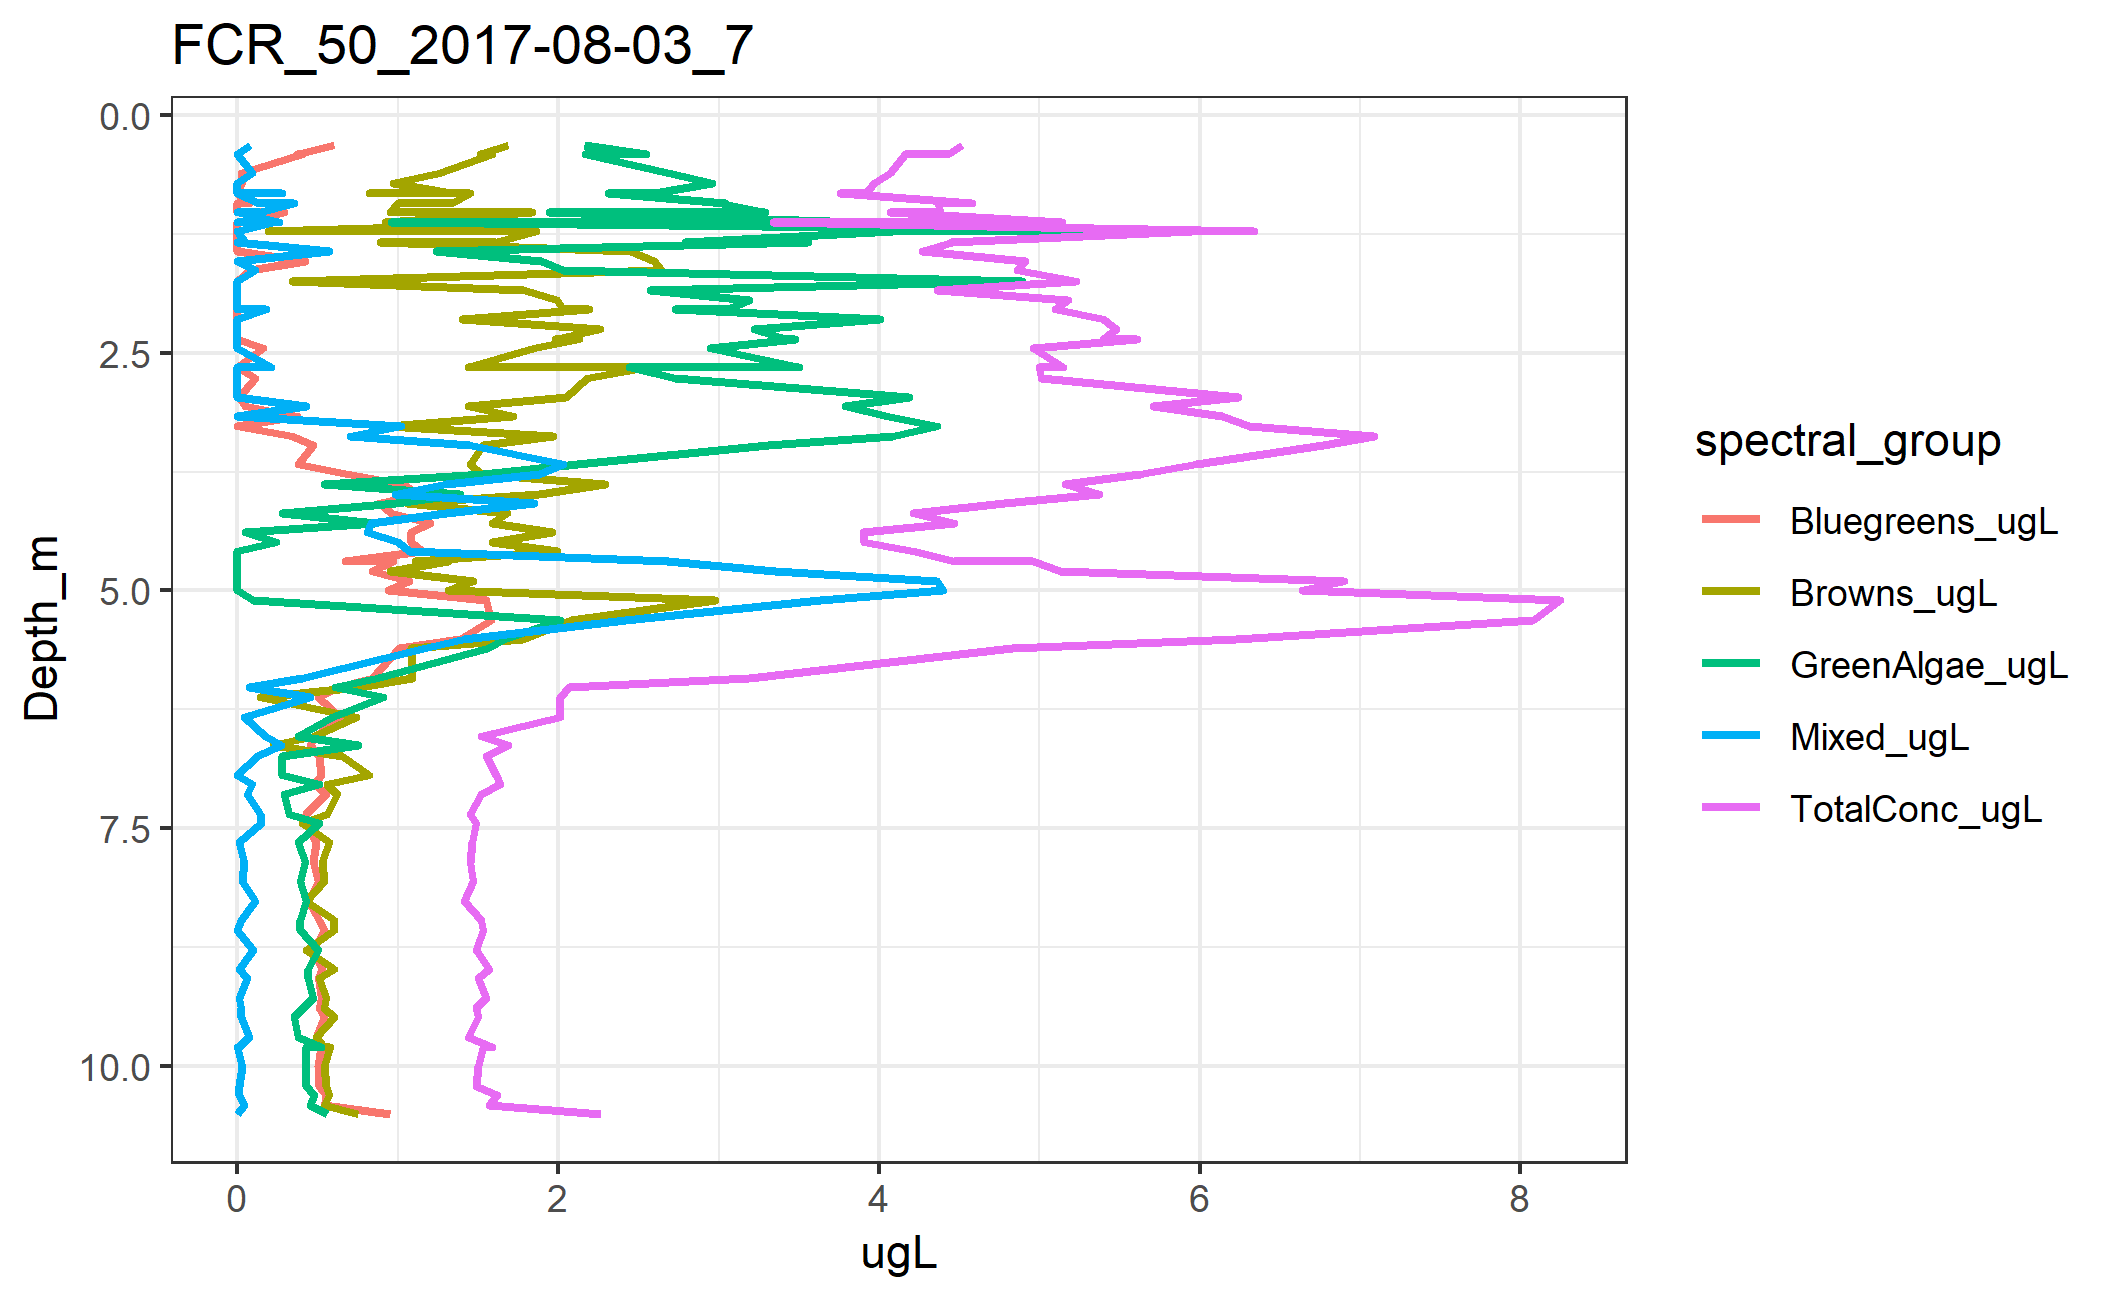 FCR_50_2017-08-03_7
0.0
2.5
5.0
7.5
10.0
Depth_m
0 2 4 6 8
ugL
spectral_group
Bluegreens_ugL
Browns_ugL
GreenAlgae_ugL
Mixed_ugL
TotalConc_ugL